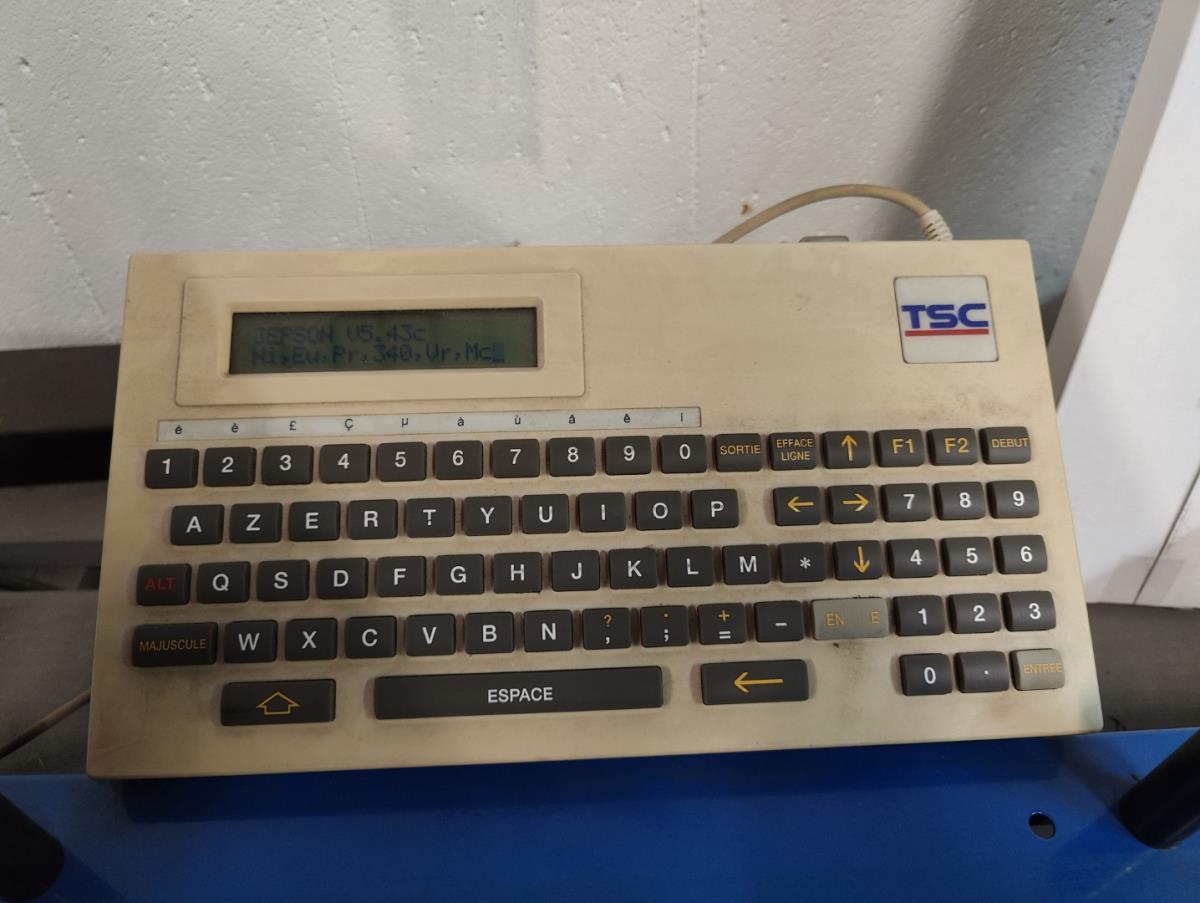 JEPSON V5.43c
Ni,Eu,Pr,340,Vr,Mc
TSC
é è £ Ç µ à ù â ê î
1 2 3 4 5 6 7 8 9 0 SORTIE EFFACE LIGNE ↑ F1 F2 DEBUT
A Z E R T Y U I O P ← → 7 8 9
ALT Q S D F G H J K L M * ↓ 4 5 6
MAJUSCULE W X C V B N ? , . ; + = - 1 2 3
ESPACE ← 0 . ENTREE